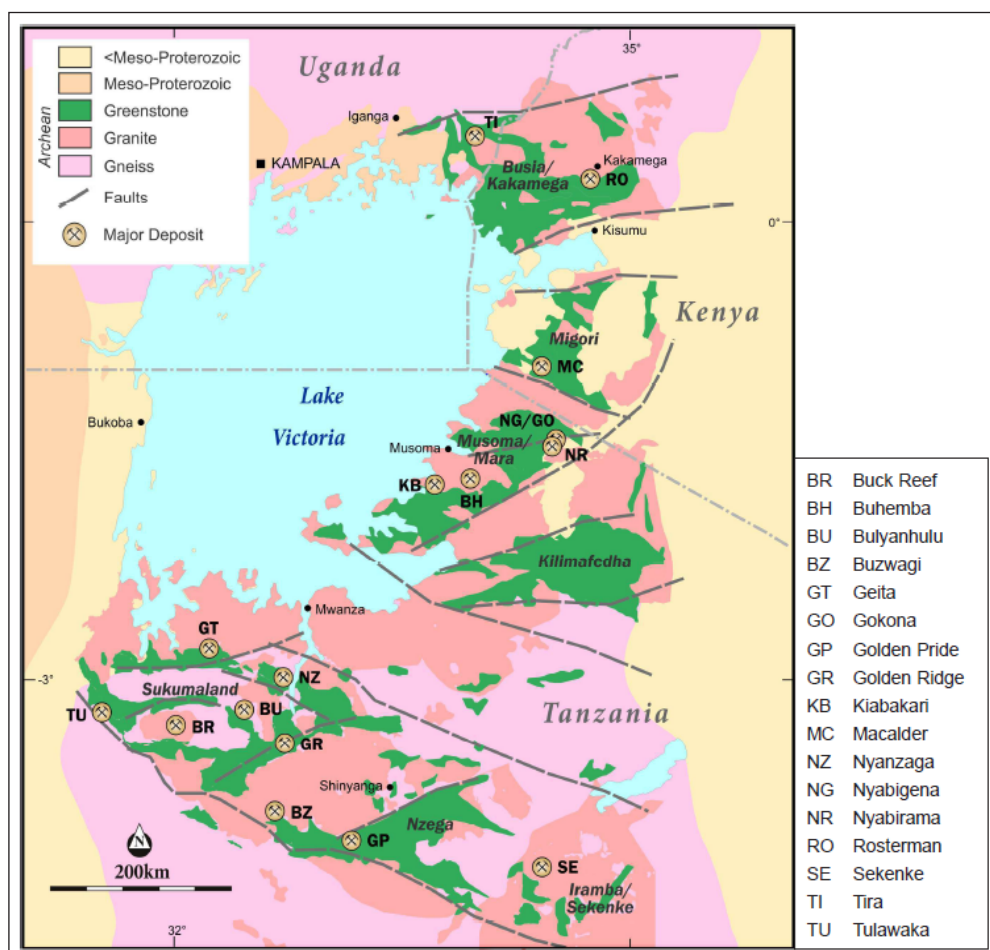 <Meso-Proterozoic
Meso-Proterozoic
Archean
Greenstone
Granite
Gneiss
Faults
Major Deposit
35
Uganda
Iganga
TI
KAMPALA
Busia/
Kakamega
Kakamega
RO
0°
Kisumu
Kenya
Migori
MC
Lake
Victoria
Bukoba
NG/GO
Musoma
Musoma/
Mara
NR
KB
BH
Kilimafedha
Mwanza
GT
-3°
NZ
Sukumaland
TU
BU
BR
Tanzania
GR
Shinyanga
BZ
Nzega
GP
N
200km
SE
Iramba/
Sekenke
32°
35°
BR Buck Reef
BH Buhemba
BU Bulyanhulu
BZ Buzwagi
GT Geita
GO Gokona
GP Golden Pride
GR Golden Ridge
KB Kiabakari
MC Macalder
NZ Nyanzaga
NG Nyabigena
NR Nyabirama
RO Rosterman
SE Sekenke
TI Tira
TU Tulawaka